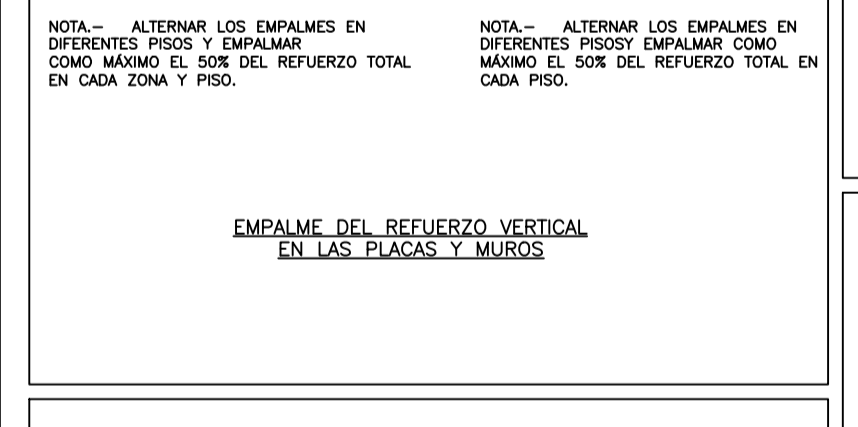 NOTA.– ALTERNAR LOS EMPALMES EN
DIFERENTES PISOS Y EMPALMAR
COMO MÁXIMO EL 50% DEL REFUERZO TOTAL
EN CADA ZONA Y PISO.
NOTA.– ALTERNAR LOS EMPALMES EN
DIFERENTES PISOSY EMPALMAR COMO
MÁXIMO EL 50% DEL REFUERZO TOTAL EN
CADA PISO.
EMPALME DEL REFUERZO VERTICAL
EN LAS PLACAS Y MUROS